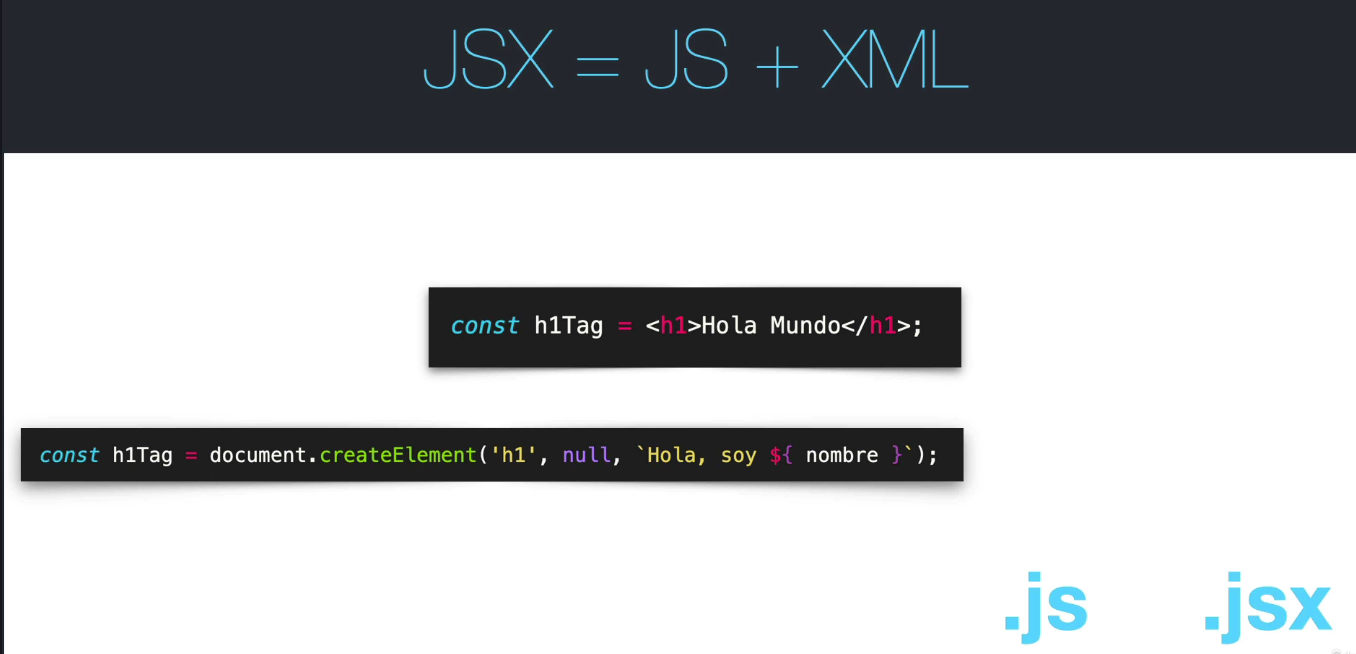 JSX = JS + XML
const h1Tag = <h1>Hola Mundo</h1>;
const h1Tag = document.createElement('h1', null, `Hola, soy ${ nombre }`);
.js .jsx